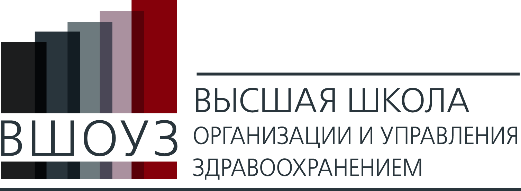 ВШОУЗ
ВЫСШАЯ ШКОЛА
ОРГАНИЗАЦИИ И УПРАВЛЕНИЯ
ЗДРАВООХРАНЕНИЕМ